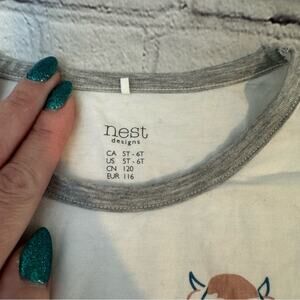 nest
designs
CA 5T - 6T
US 5T - 6T
CN 120
EUR 116